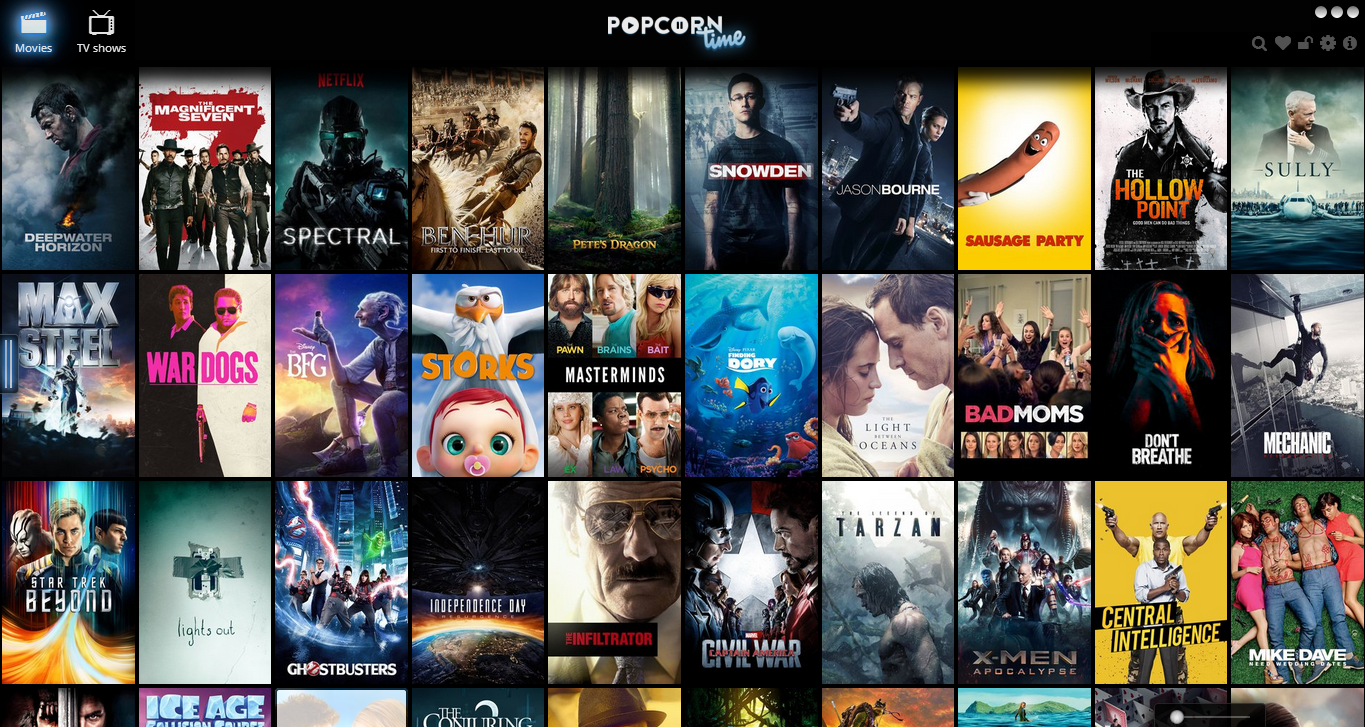 Movies
TV shows
POPCORN
time
DEEPWATER
HORIZON
THE
MAGNIFICENT
SEVEN
NETFLIX
SPECTRAL
BEN-HUR
FIRST TO FINISH. LAST TO DIE.
Disney
PETE'S DRAGON
SNOWDEN
JASON BOURNE
SAUSAGE PARTY
THE
HOLLOW
POINT
GOOD MEN CAN DO BAD THINGS
SULLY
MAX
STEEL
WAR DOGS
Disney
THE
BFG
STORKS
PAWN
BRAINS
BAIT
MASTERMINDS
EX
LAW
PSYCHO
Disney PIXAR
FINDING
DORY
THE
LIGHT
BETWEEN
OCEANS
BADMOMS
DON'T
BREATHE
MECHANIC
STAR TREK
BEYOND
lights out
GHOSTBUSTERS
INDEPENDENCE DAY
RESURGENCE
THE INFILTRATOR
MARVEL
CAPTAIN AMERICA
CIVIL WAR
THE LEGEND OF
TARZAN
X-MEN
APOCALYPSE
CENTRAL
INTELLIGENCE
MIKE DAVE
NEED WEDDING DATES
ICE AGE
COLLISION COURSE
THE
CONJURING
2